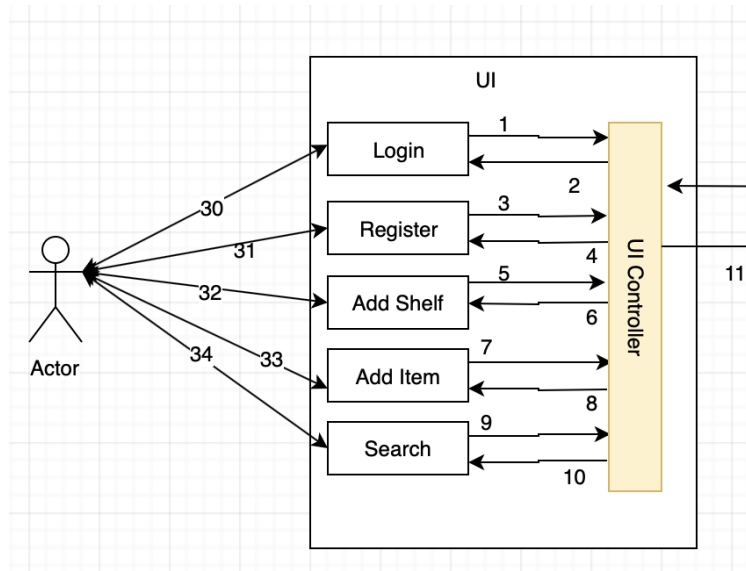 UI
1
Login
2
30
3
Register
31
4
UI Controller
11
5
32
Add Shelf
6
34
33
7
Actor
Add Item
8
9
Search
10